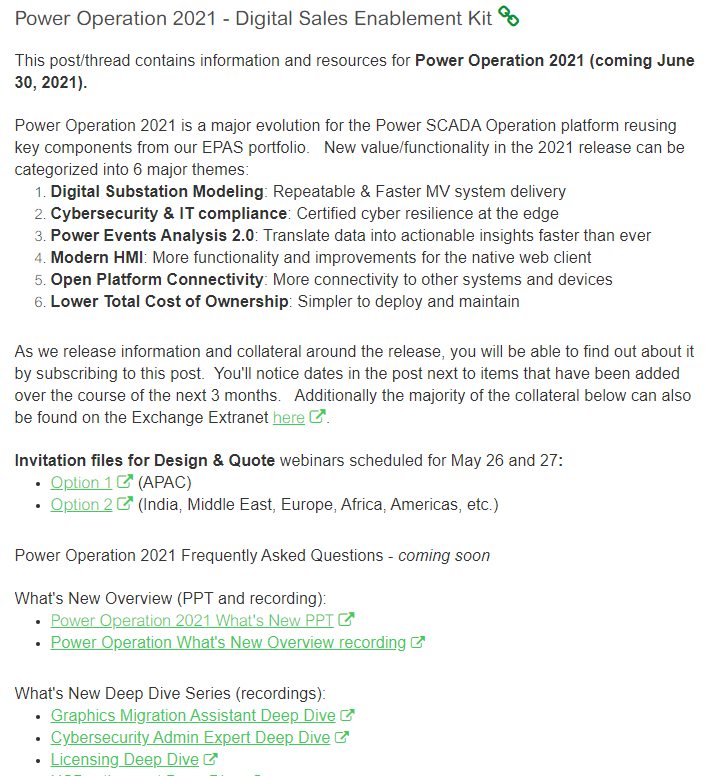 Power Operation 2021 - Digital Sales Enablement Kit
This post/thread contains information and resources for Power Operation 2021 (coming June
30, 2021).
Power Operation 2021 is a major evolution for the Power SCADA Operation platform reusing
key components from our EPAS portfolio.   New value/functionality in the 2021 release can be
categorized into 6 major themes:
1. Digital Substation Modeling: Repeatable & Faster MV system delivery
2. Cybersecurity & IT compliance: Certified cyber resilience at the edge
3. Power Events Analysis 2.0: Translate data into actionable insights faster than ever
4. Modern HMI: More functionality and improvements for the native web client
5. Open Platform Connectivity: More connectivity to other systems and devices
6. Lower Total Cost of Ownership: Simpler to deploy and maintain
As we release information and collateral around the release, you will be able to find out about it
by subscribing to this post.  You'll notice dates in the post next to items that have been added
over the course of the next 3 months.   Additionally the majority of the collateral below can also
be found on the Exchange Extranet here.
Invitation files for Design & Quote webinars scheduled for May 26 and 27:
• Option 1 (APAC)
• Option 2 (India, Middle East, Europe, Africa, Americas, etc.)
Power Operation 2021 Frequently Asked Questions - coming soon
What's New Overview (PPT and recording):
• Power Operation 2021 What's New PPT
• Power Operation What's New Overview recording
What's New Deep Dive Series (recordings):
• Graphics Migration Assistant Deep Dive
• Cybersecurity Admin Expert Deep Dive
• Licensing Deep Dive